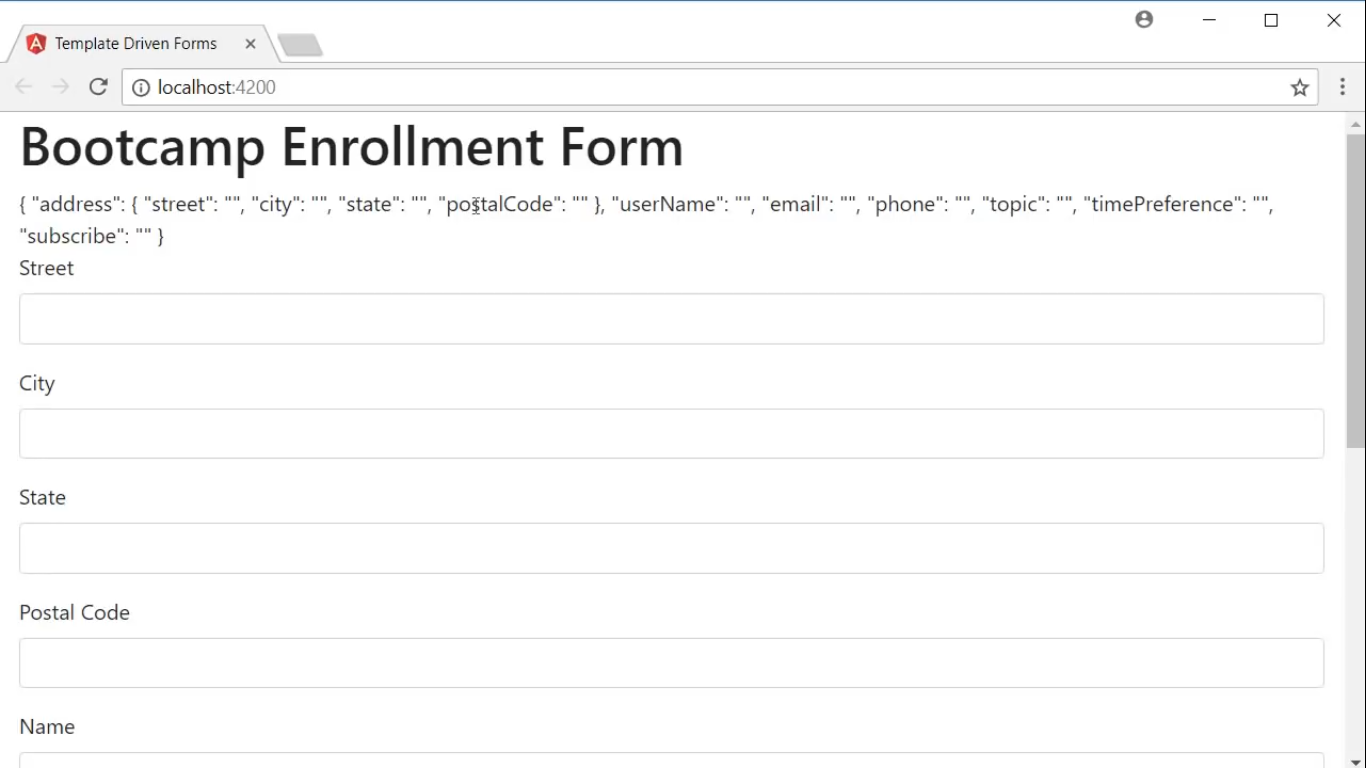 Template Driven Forms
localhost:4200
Bootcamp Enrollment Form
{ "address": { "street": "", "city": "", "state": "", "postalCode": "" }, "userName": "", "email": "", "phone": "", "topic": "", "timePreference": "",
"subscribe": "" }
Street
City
State
Postal Code
Name